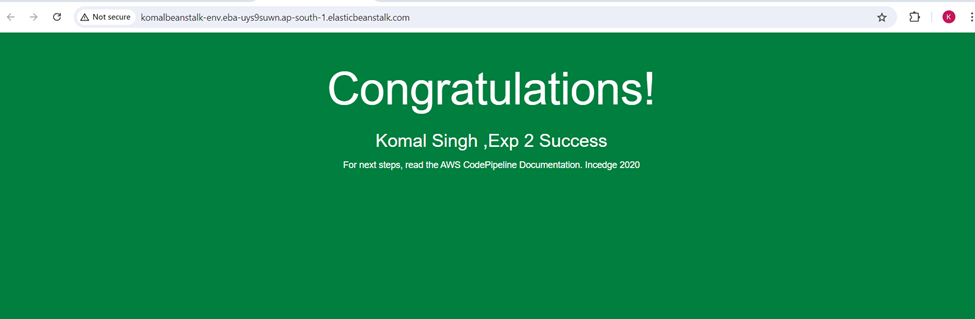 Not secure
komalbeanstalk-env.eba-uys9suwn.ap-south-1.elasticbeanstalk.com
K
Congratulations!
Komal Singh ,Exp 2 Success
For next steps, read the AWS CodePipeline Documentation. Incedge 2020